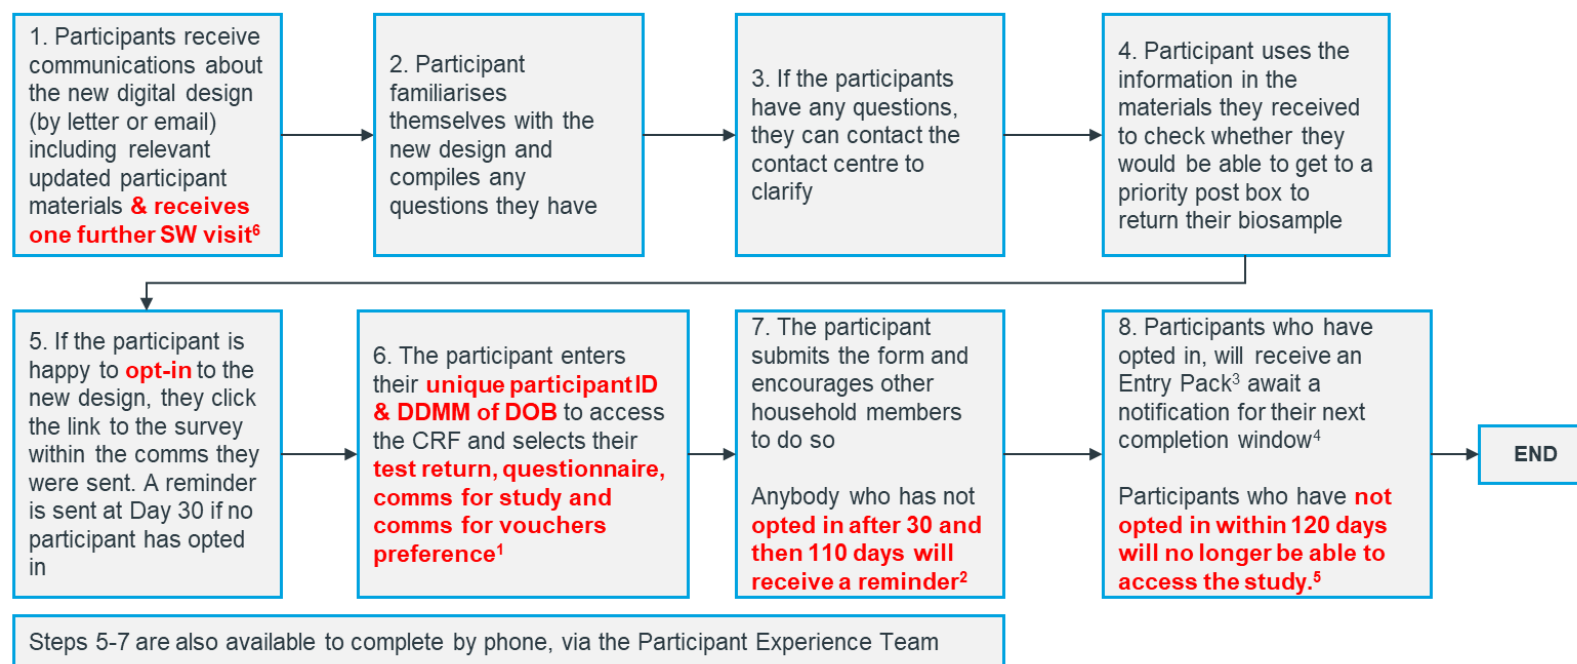 1. Participants receive
communications about
the new digital design
(by letter or email)
including relevant
updated participant
materials & receives
one further SW visit⁶
2. Participant
familiarises
themselves with the
new design and
compiles any
questions they have
3. If the participants
have any questions,
they can contact the
contact centre to
clarify
4. Participant uses the
information in the
materials they received
to check whether they
would be able to get to a
priority post box to
return their biosample
5. If the participant is
happy to opt-in to the
new design, they click
the link to the survey
within the comms they
were sent. A reminder
is sent at Day 30 if no
participant has opted
in
6. The participant enters
their unique participant ID
& DDMM of DOB to access
the CRF and selects their
test return, questionnaire,
comms for study and
comms for vouchers
preference¹
7. The participant
submits the form and
encourages other
household members
to do so
Anybody who has not
opted in after 30 and
then 110 days will
receive a reminder²
8. Participants who have
opted in, will receive an
Entry Pack³ await a
notification for their next
completion window⁴
Participants who have not
opted in within 120 days
will no longer be able to
access the study.⁵
END
Steps 5-7 are also available to complete by phone, via the Participant Experience Team